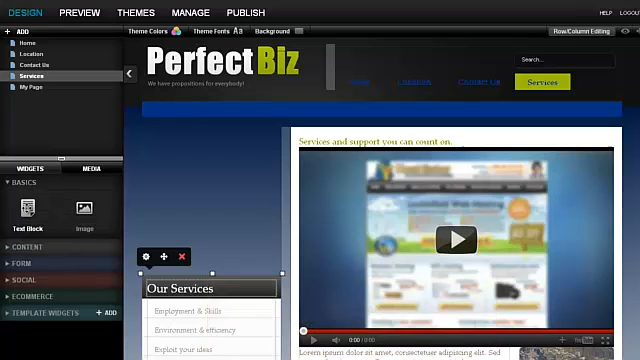 DESIGN PREVIEW THEMES MANAGE PUBLISH HELP LOGOUT
+ ADD Theme Colors Theme Fonts Aa Background Row/Column Editing
Home
Location
Contact Us
Services
My Page
PerfectBiz
We have propositions for everybody!
Search...
Home Location Contact Us Services
WIDGETS MEDIA
BASICS
Text Block Image
CONTENT
FORM
SOCIAL
ECOMMERCE
TEMPLATE WIDGETS + ADD
Services and support you can count on.
Our Services
Employment & Skills
Environment & efficiency
Exploit your ideas
0:00 / 0:00 YouTube
Lorem ipsum dolor sit amet, consectetuer adipiscing elit. Sed